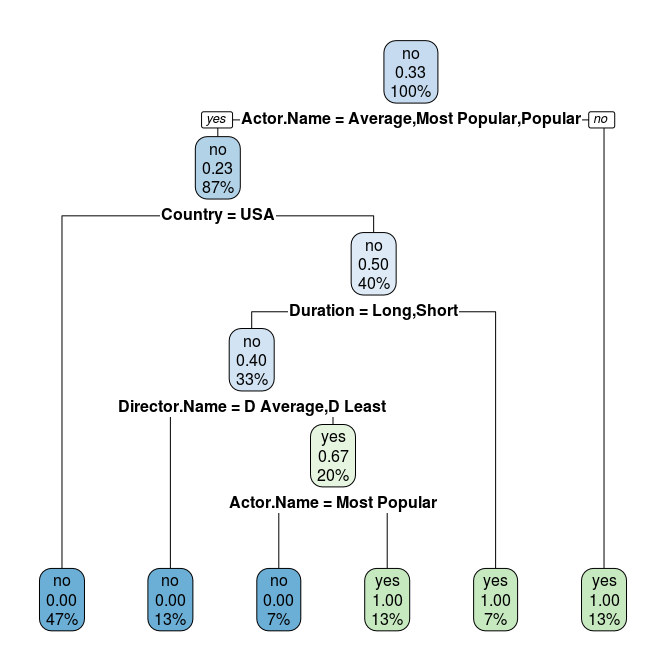 no
0.33
100%
yes Actor.Name = Average,Most Popular,Popular no
no
0.23
87%
Country = USA
no
0.50
40%
Duration = Long,Short
no
0.40
33%
Director.Name = D Average,D Least
yes
0.67
20%
Actor.Name = Most Popular
no
0.00
47%
no
0.00
13%
no
0.00
7%
yes
1.00
13%
yes
1.00
7%
yes
1.00
13%